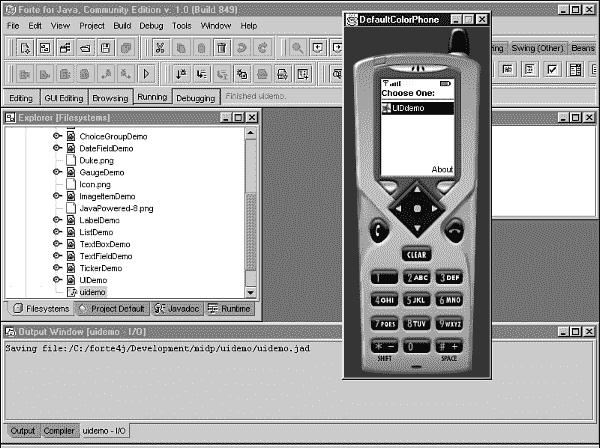 Forte for Java, Community Edition v. 1.0 (Build 849)
File Edit View Project Build Debug Tools Window Help
Editing GUI Editing Browsing Running Debugging Finished uidemo.
Swing (Other) Beans
Explorer [Filesystems]
ChoiceGroupDemo
DateFieldDemo
Duke.png
GaugeDemo
Icon.png
ImageItemDemo
JavaPowered-8.png
LabelDemo
ListDemo
TextBoxDemo
TextFieldDemo
TickerDemo
UIDemo
uidemo
Filesystems Project Default Javadoc Runtime
Output Window [uidemo - I/O]
Saving file:/C:/forte4j/Development/midp/uidemo/uidemo.jad
Output Compiler uidemo - I/O
DefaultColorPhone
Choose One:
UIDdemo
About
CLEAR
1 2 ABC 3 DEF
4 GHI 5 JKL 6 MNO
7 PQRS 8 TUV 9 WXYZ
* - 0 # +
SHIFT SPACE